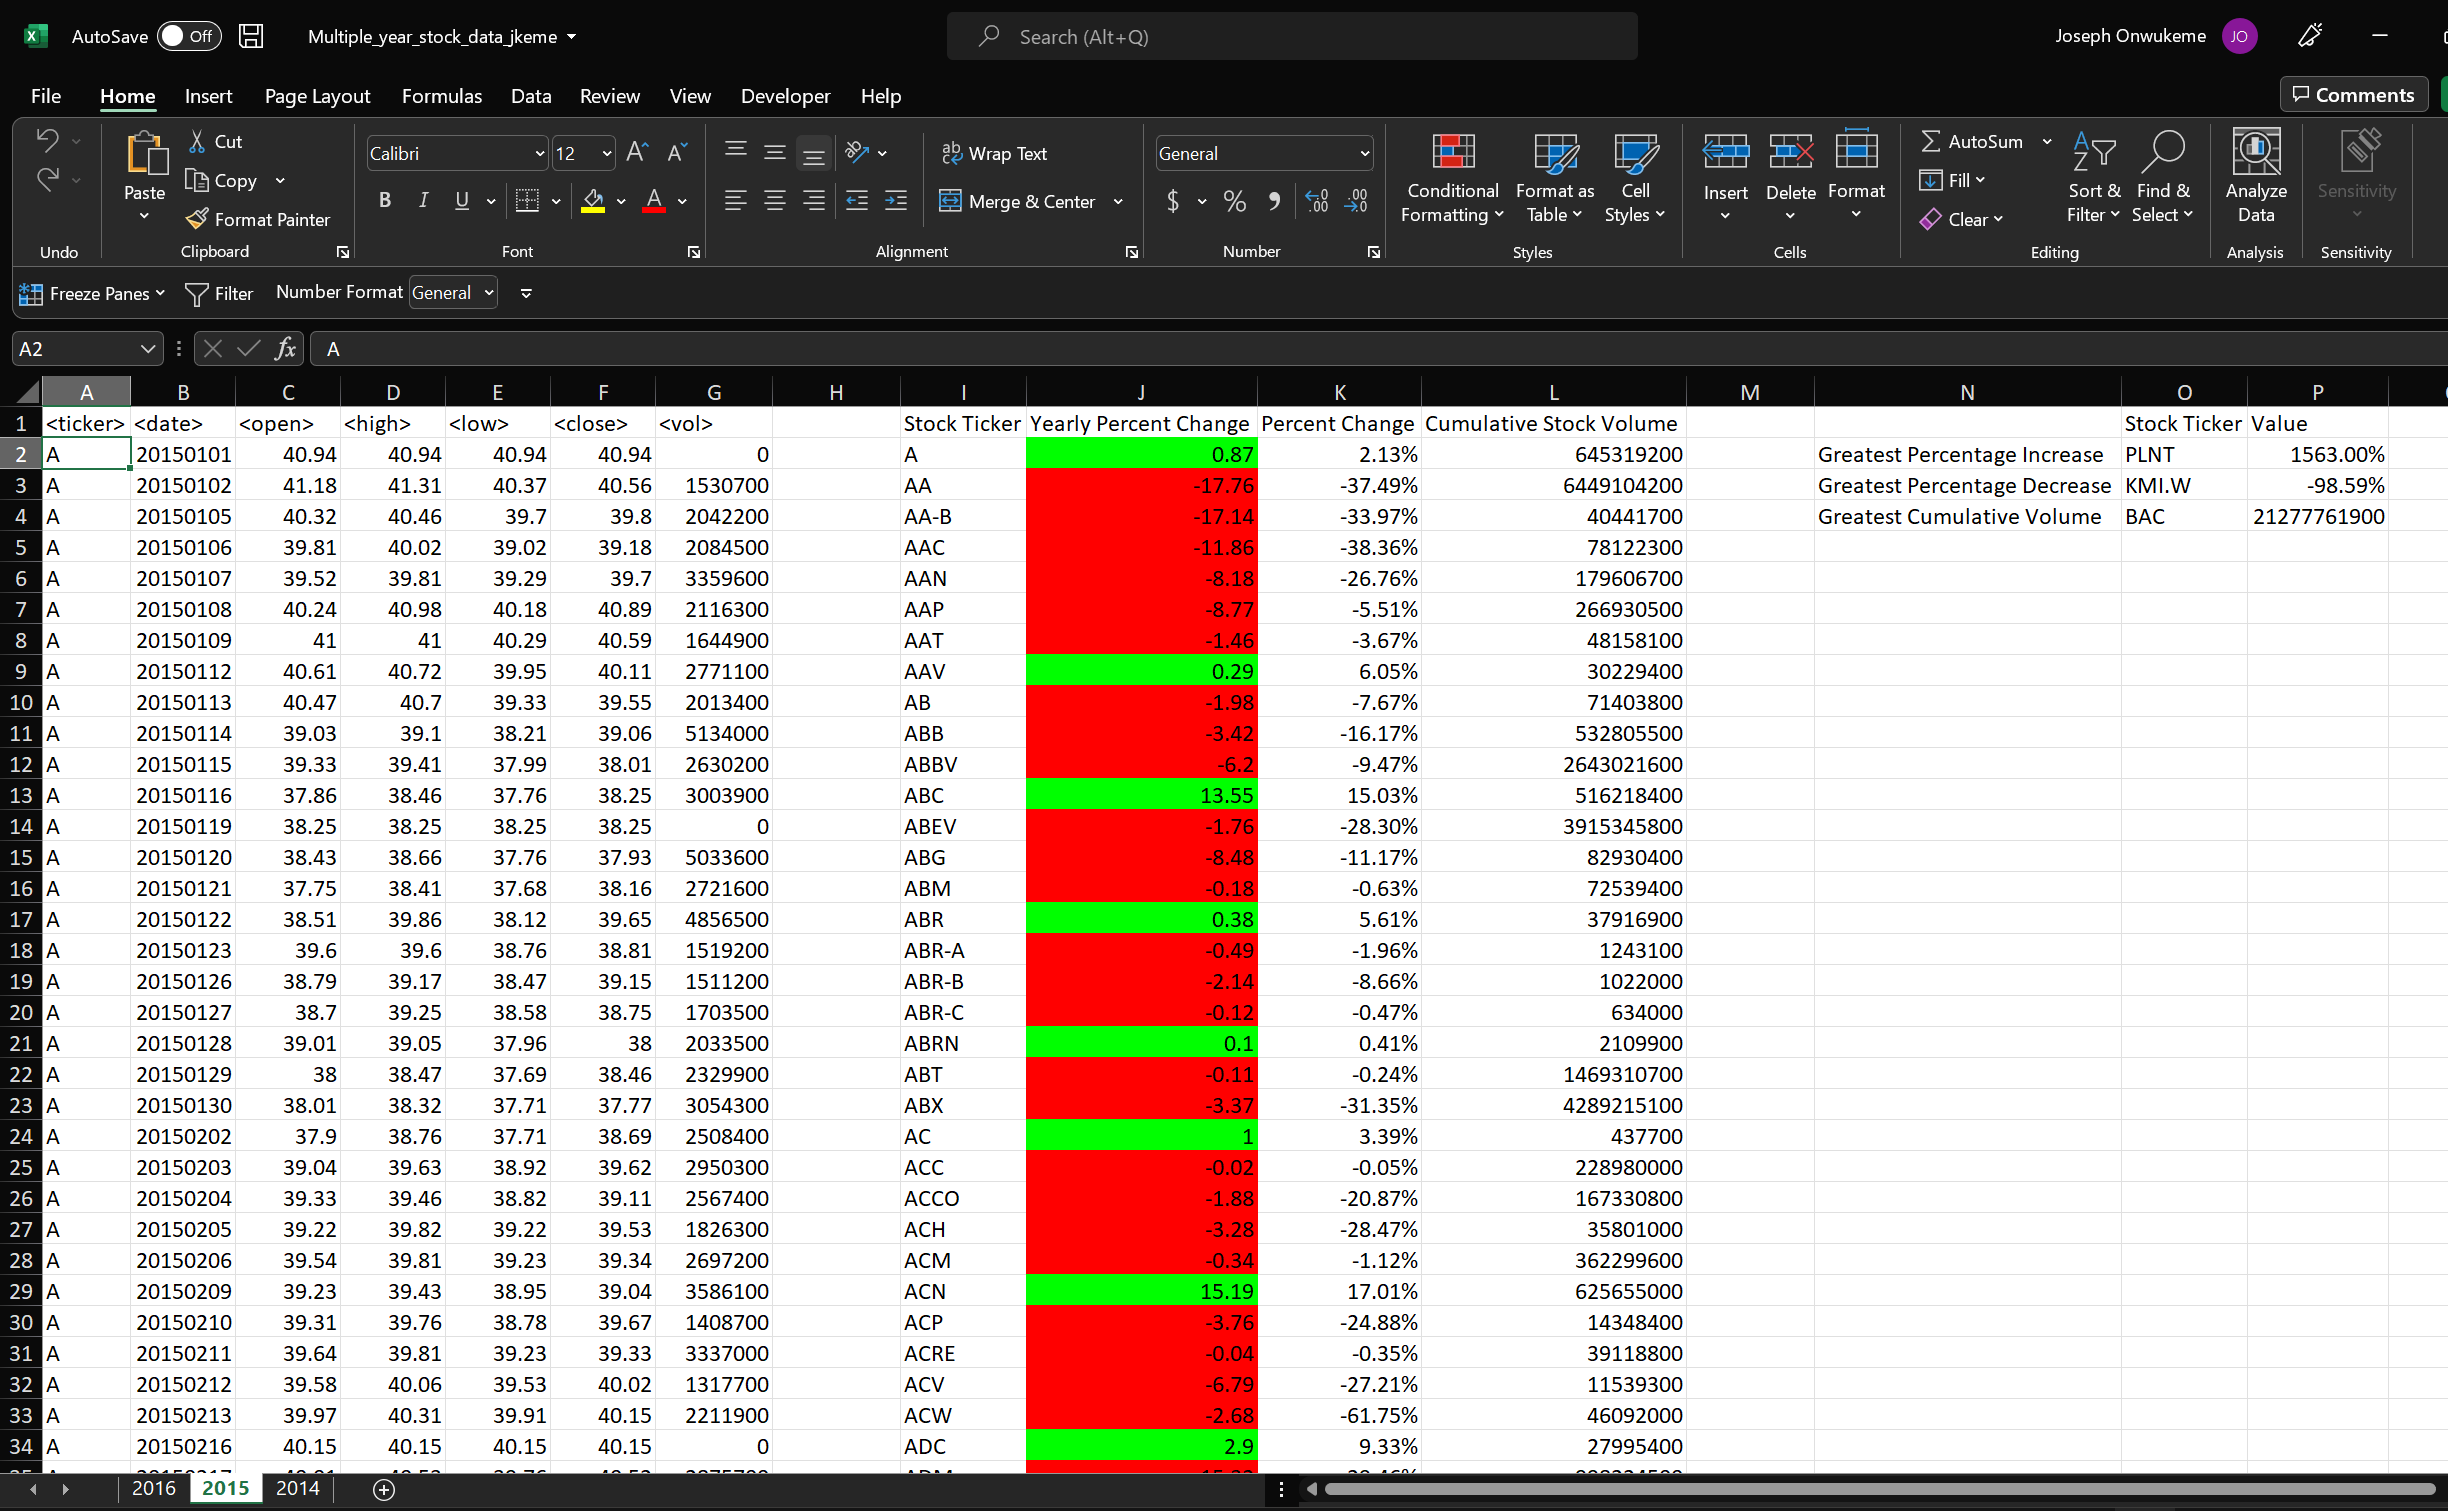 AutoSave Off Multiple_year_stock_data_jkeme Search (Alt+Q) Joseph Onwukeme JO
File Home Insert Page Layout Formulas Data Review View Developer Help Comments
Cut Calibri 12 Wrap Text General AutoSum
Paste Copy Merge & Center Conditional Formatting Format as Table Cell Styles Insert Delete Format Fill Sort & Filter Find & Select Analyze Data Sensitivity
Format Painter Clear
Undo Clipboard Font Alignment Number Styles Cells Editing Analysis Sensitivity
Freeze Panes Filter Number Format General
A2 fx A
A B C D E F G H I J K L M N O P
1 <ticker> <date> <open> <high> <low> <close> <vol> Stock Ticker Yearly Percent Change Percent Change Cumulative Stock Volume Stock Ticker Value
2 A 20150101 40.94 40.94 40.94 40.94 0 A 0.87 2.13% 645319200 Greatest Percentage Increase PLNT 1563.00%
3 A 20150102 41.18 41.31 40.37 40.56 1530700 AA -17.76 -37.49% 6449104200 Greatest Percentage Decrease KMI.W -98.59%
4 A 20150105 40.32 40.46 39.7 39.8 2042200 AA-B -17.14 -33.97% 40441700 Greatest Cumulative Volume BAC 21277761900
5 A 20150106 39.81 40.02 39.02 39.18 2084500 AAC -11.86 -38.36% 78122300
6 A 20150107 39.52 39.81 39.29 39.7 3359600 AAN -8.18 -26.76% 179606700
7 A 20150108 40.24 40.98 40.18 40.89 2116300 AAP -8.77 -5.51% 266930500
8 A 20150109 41 41 40.29 40.59 1644900 AAT -1.46 -3.67% 48158100
9 A 20150112 40.61 40.72 39.95 40.11 2771100 AAV 0.29 6.05% 30229400
10 A 20150113 40.47 40.7 39.33 39.55 2013400 AB -1.98 -7.67% 71403800
11 A 20150114 39.03 39.1 38.21 39.06 5134000 ABB -3.42 -16.17% 532805500
12 A 20150115 39.33 39.41 37.99 38.01 2630200 ABBV -6.2 -9.47% 2643021600
13 A 20150116 37.86 38.46 37.76 38.25 3003900 ABC 13.55 15.03% 516218400
14 A 20150119 38.25 38.25 38.25 38.25 0 ABEV -1.76 -28.30% 3915345800
15 A 20150120 38.43 38.66 37.76 37.93 5033600 ABG -8.48 -11.17% 82930400
16 A 20150121 37.75 38.41 37.68 38.16 2721600 ABM -0.18 -0.63% 72539400
17 A 20150122 38.51 39.86 38.12 39.65 4856500 ABR 0.38 5.61% 37916900
18 A 20150123 39.6 39.6 38.76 38.81 1519200 ABR-A -0.49 -1.96% 1243100
19 A 20150126 38.79 39.17 38.47 39.15 1511200 ABR-B -2.14 -8.66% 1022000
20 A 20150127 38.7 39.25 38.58 38.75 1703500 ABR-C -0.12 -0.47% 634000
21 A 20150128 39.01 39.05 37.96 38 2033500 ABRN 0.1 0.41% 2109900
22 A 20150129 38 38.47 37.69 38.46 2329900 ABT -0.11 -0.24% 1469310700
23 A 20150130 38.01 38.32 37.71 37.77 3054300 ABX -3.37 -31.35% 4289215100
24 A 20150202 37.9 38.76 37.71 38.69 2508400 AC 1 3.39% 437700
25 A 20150203 39.04 39.63 38.92 39.62 2950300 ACC -0.02 -0.05% 228980000
26 A 20150204 39.33 39.46 38.82 39.11 2567400 ACCO -1.88 -20.87% 167330800
27 A 20150205 39.22 39.82 39.22 39.53 1826300 ACH -3.28 -28.47% 35801000
28 A 20150206 39.54 39.81 39.23 39.34 2697200 ACM -0.34 -1.12% 362299600
29 A 20150209 39.23 39.43 38.95 39.04 3586100 ACN 15.19 17.01% 625655000
30 A 20150210 39.31 39.76 38.78 39.67 1408700 ACP -3.76 -24.88% 14348400
31 A 20150211 39.64 39.81 39.23 39.33 3337000 ACRE -0.04 -0.35% 39118800
32 A 20150212 39.58 40.06 39.53 40.02 1317700 ACV -6.79 -27.21% 11539300
33 A 20150213 39.97 40.31 39.91 40.15 2211900 ACW -2.68 -61.75% 46092000
34 A 20150216 40.15 40.15 40.15 40.15 0 ADC 2.9 9.33% 27995400
2016 2015 2014